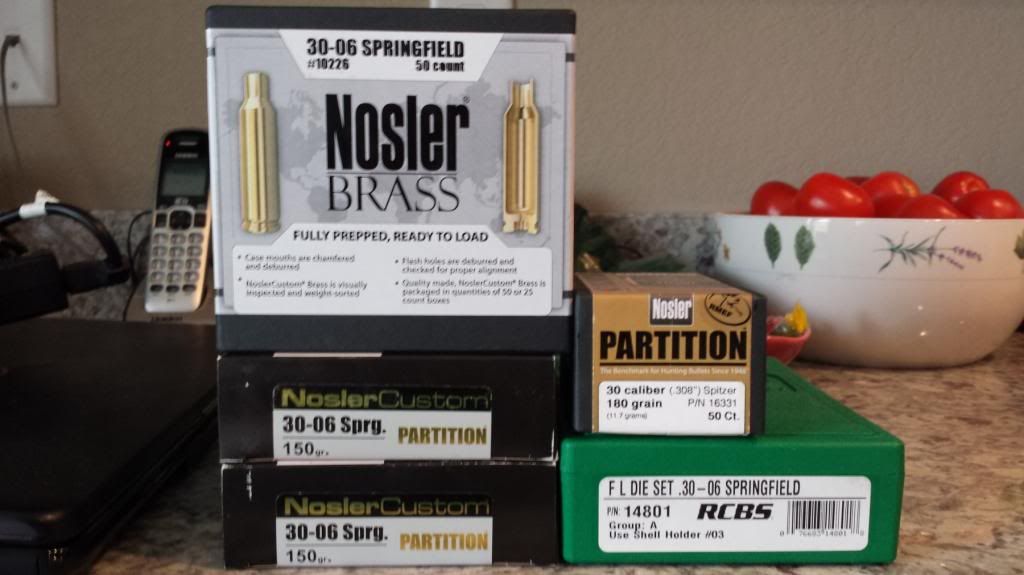 30-06 SPRINGFIELD
#10226 50 count
Nosler®
BRASS
FULLY PREPPED, READY TO LOAD
• Case mouths are chamfered
and deburred
• NoslerCustom® Brass is visually
inspected and weight-sorted
• Flash holes are deburred and
checked for proper alignment
• Quality made, NoslerCustom® Brass is
packaged in quantities of 50 or 25
count boxes
Nosler
RMEF
PARTITION
The Benchmark for Hunting Bullets Since 1948
30 caliber (.308") Spitzer
180 grain P/N 16331
(11.7 grams) 50 Ct.
NoslerCustom
30-06 Sprg. PARTITION
150gr.
NoslerCustom
30-06 Sprg. PARTITION
150gr.
F L DIE SET .30-06 SPRINGFIELD
P/N: 14801 RCBS
Group: A
Use Shell Holder #03
0 76683 14801 8